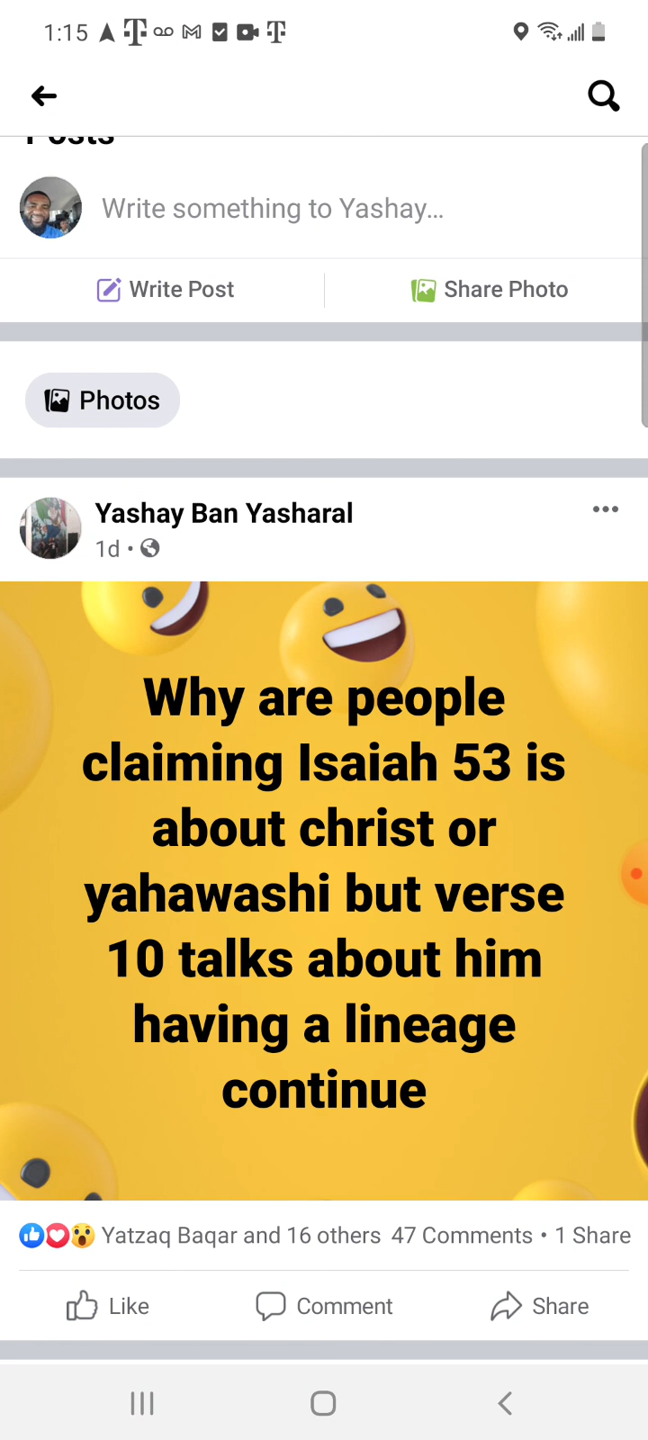 1:15
Posts
Write something to Yashay...
Write Post
Share Photo
Photos
Yashay Ban Yasharal
1d •
Why are people
claiming Isaiah 53 is
about christ or
yahawashi but verse
10 talks about him
having a lineage
continue
Yatzaq Baqar and 16 others 47 Comments • 1 Share
Like
Comment
Share